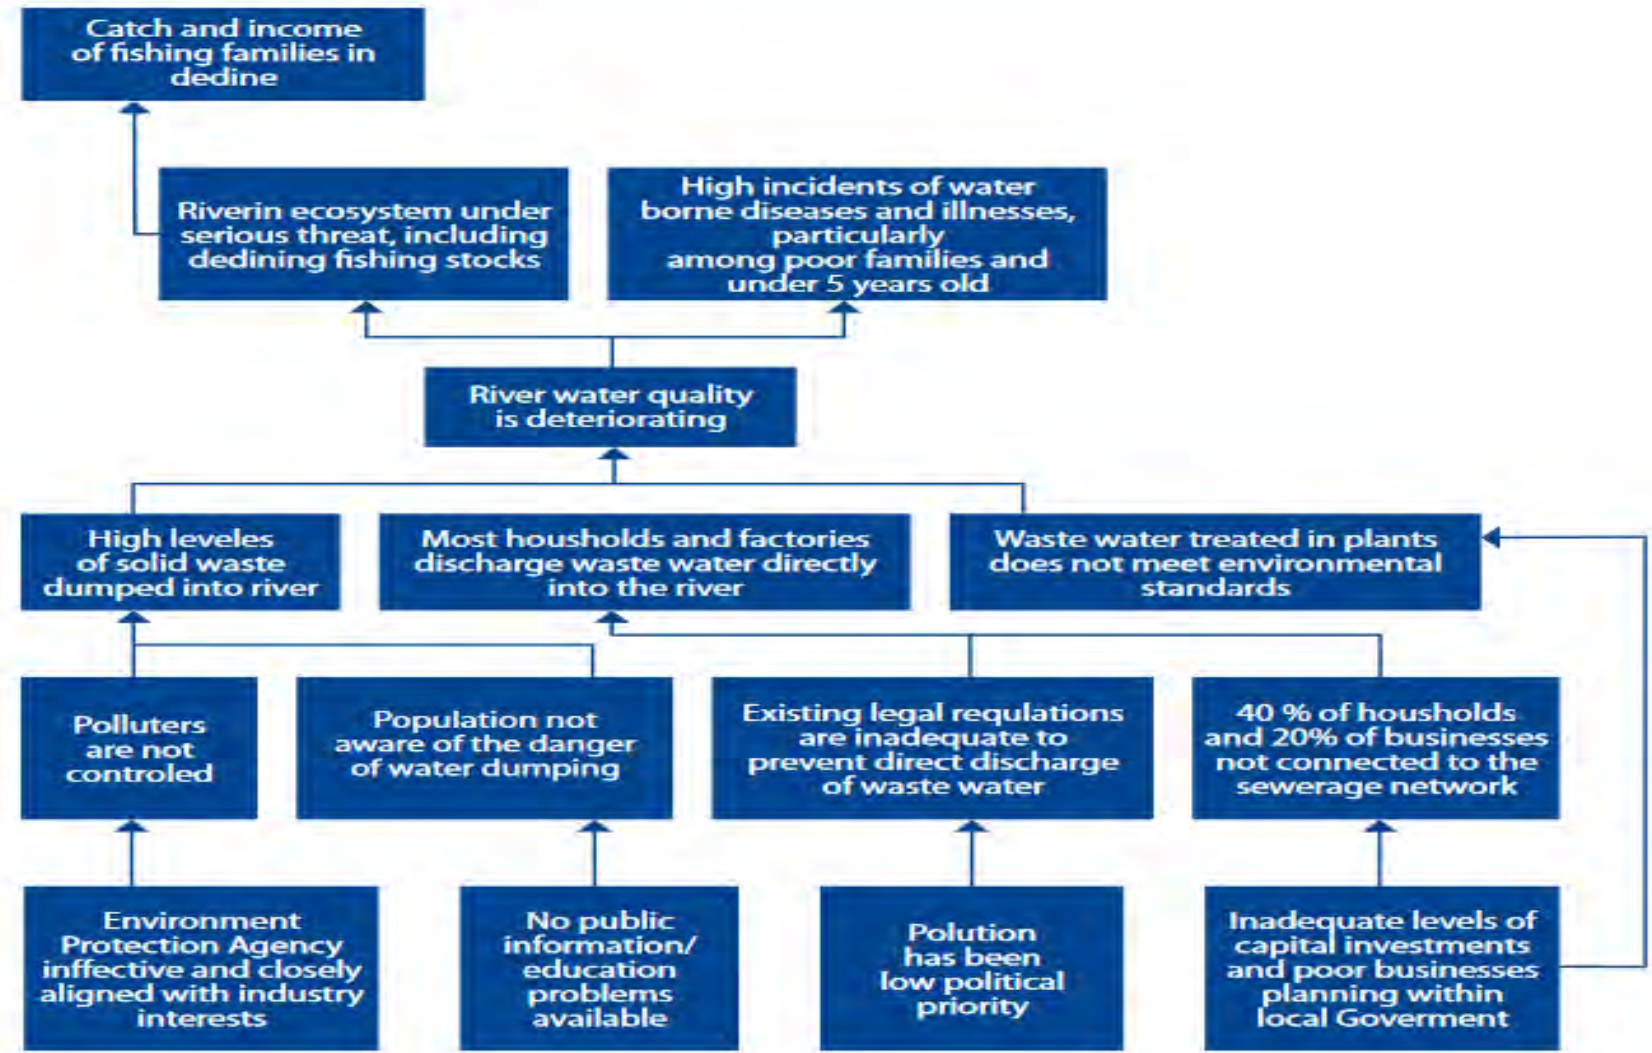 Catch and income
of fishing families in
dedine
Riverin ecosystem under
serious threat, including
dedining fishing stocks
High incidents of water
borne diseases and illnesses,
particularly
among poor families and
under 5 years old
River water quality
is deteriorating
High leveles
of solid waste
dumped into river
Most housholds and factories
discharge waste water directly
into the river
Waste water treated in plants
does not meet environmental
standards
Polluters
are not
controled
Population not
aware of the danger
of water dumping
Existing legal requlations
are inadequate to
prevent direct discharge
of waste water
40 % of housholds
and 20% of businesses
not connected to the
sewerage network
Environment
Protection Agency
inffective and closely
aligned with industry
interests
No public
information/
education
problems
available
Polution
has been
low political
priority
Inadequate levels of
capital investments
and poor businesses
planning within
local Goverment